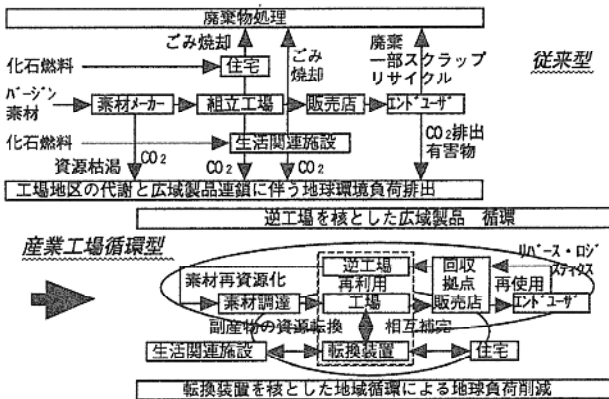 廃棄物処理
ごみ焼却
ごみ
焼却
廃棄
一部スクラップ
リサイクル
従来型
化石燃料
住宅
バージン
素材
素材メーカー
組立工場
販売店
エンドユーザ
化石燃料
生活関連施設
CO2排出
有害物
資源枯渇
CO2
CO2
CO2
工場地区の代謝と広域製品連鎖に伴う地球環境負荷排出
逆工場を核とした広域製品 循環
産業工場循環型
リバース・ロジ
スティクス
逆工場
回収
拠点
素材再資源化
再利用
再使用
素材調達
工場
販売店
エンドユーザ
副産物の資源転換
相互補完
生活関連施設
転換装置
住宅
転換装置を核とした地域循環による地球負荷削減